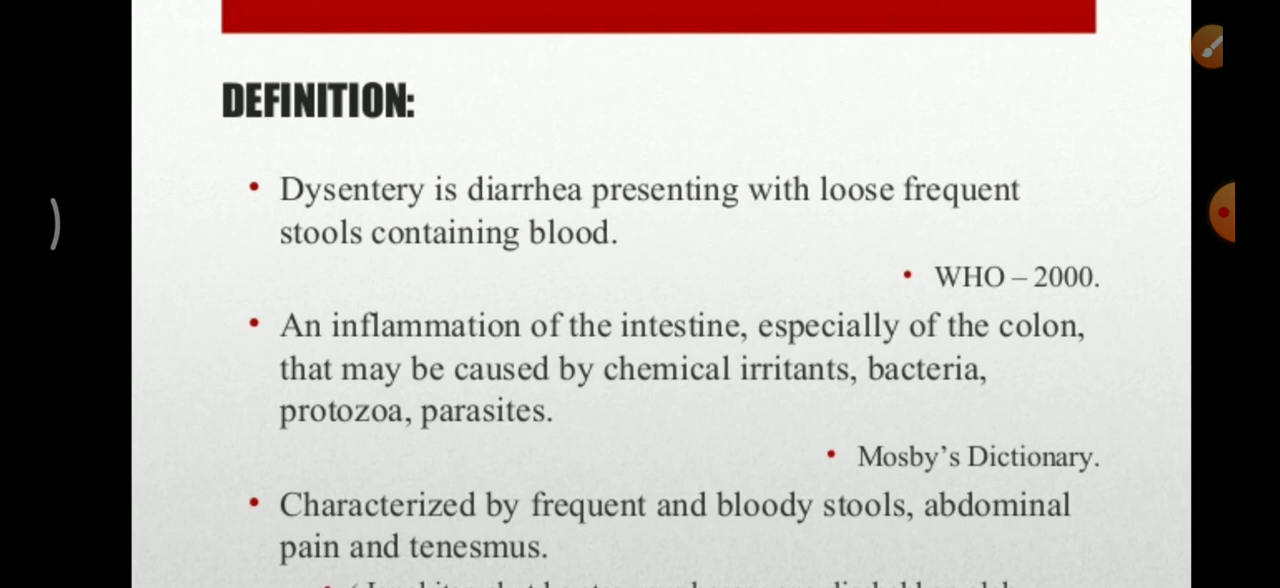 DEFINITION:
• Dysentery is diarrhea presenting with loose frequent
stools containing blood.
• WHO – 2000.
• An inflammation of the intestine, especially of the colon,
that may be caused by chemical irritants, bacteria,
protozoa, parasites.
• Mosby’s Dictionary.
• Characterized by frequent and bloody stools, abdominal
pain and tenesmus.